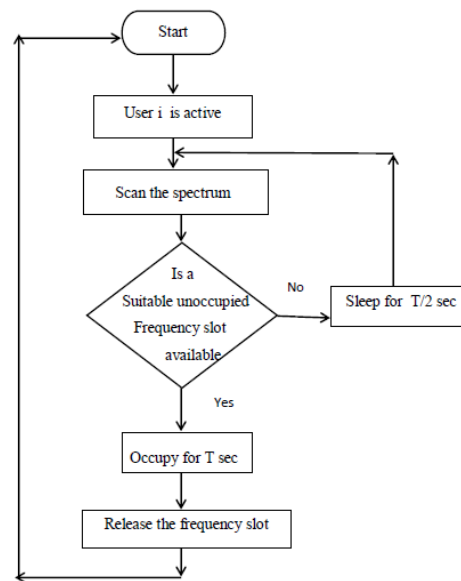 Start
User i is active
Scan the spectrum
Is a
Suitable unoccupied
Frequency slot
available
No
Sleep for T/2 sec
Yes
Occupy for T sec
Release the frequency slot